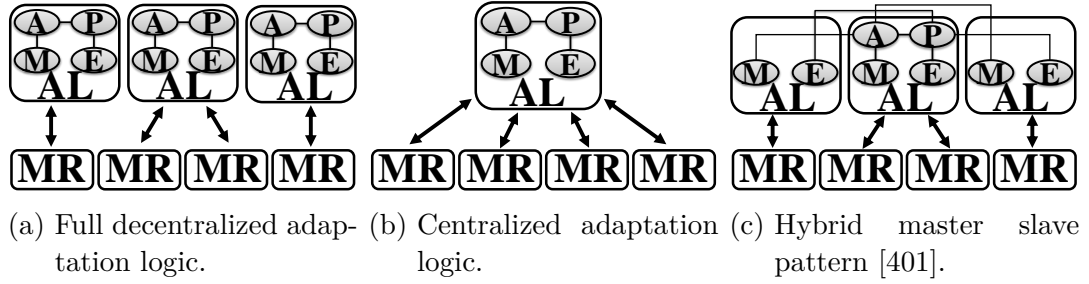 A P A P A P
M E M E M E
AL AL AL
MR MR MR MR
(a) Full decentralized adap-
tation logic.
A P
M E
AL
MR MR MR MR
(b) Centralized adaptation
logic.
A P
M E M E M E
AL AL AL
MR MR MR MR
(c) Hybrid master slave
pattern [401].